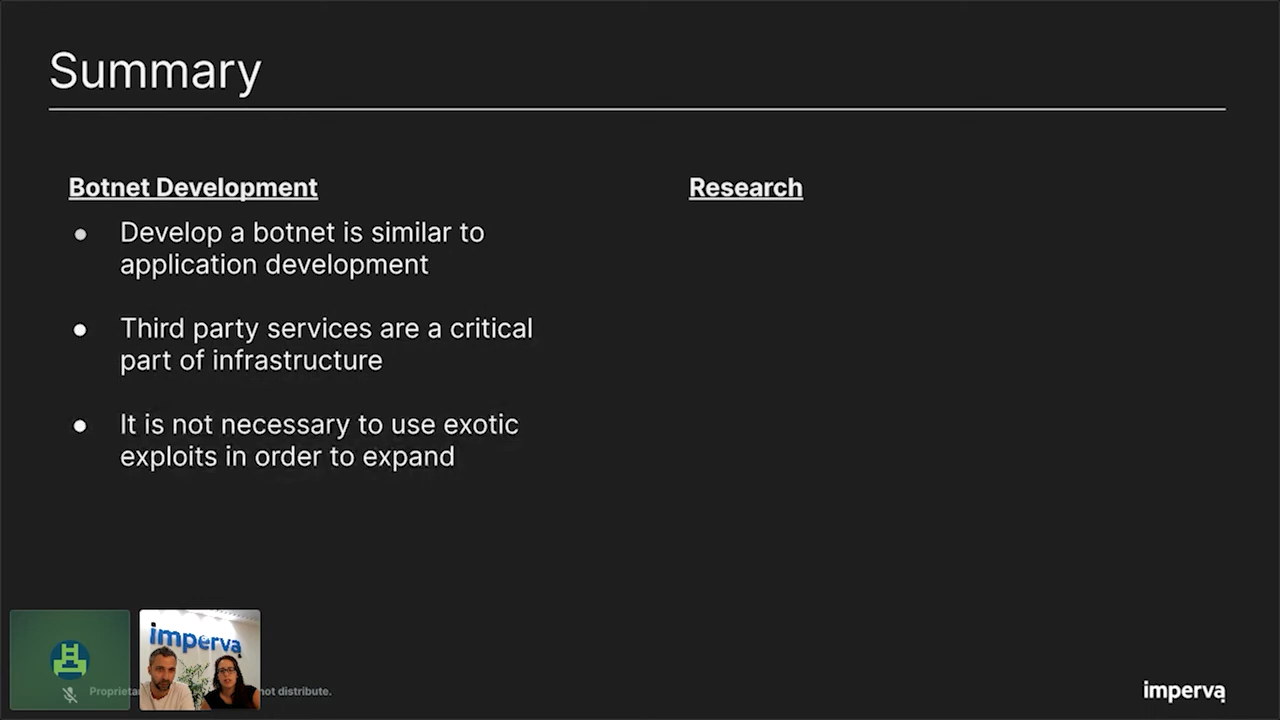 Summary
Botnet Development
Develop a botnet is similar to
application development
Third party services are a critical
part of infrastructure
It is not necessary to use exotic
exploits in order to expand
Research
imperva
not distribute.
imperva